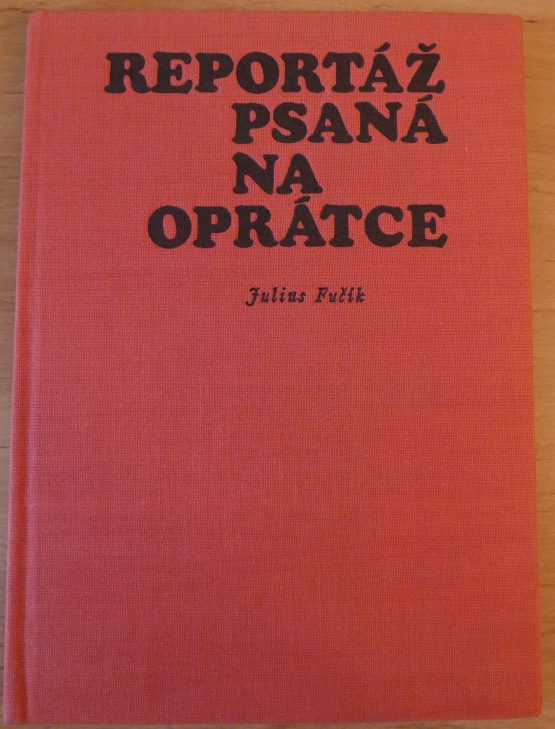 REPORTÁŽ
PSANÁ
NA
OPRÁTCE
Julius Fučík